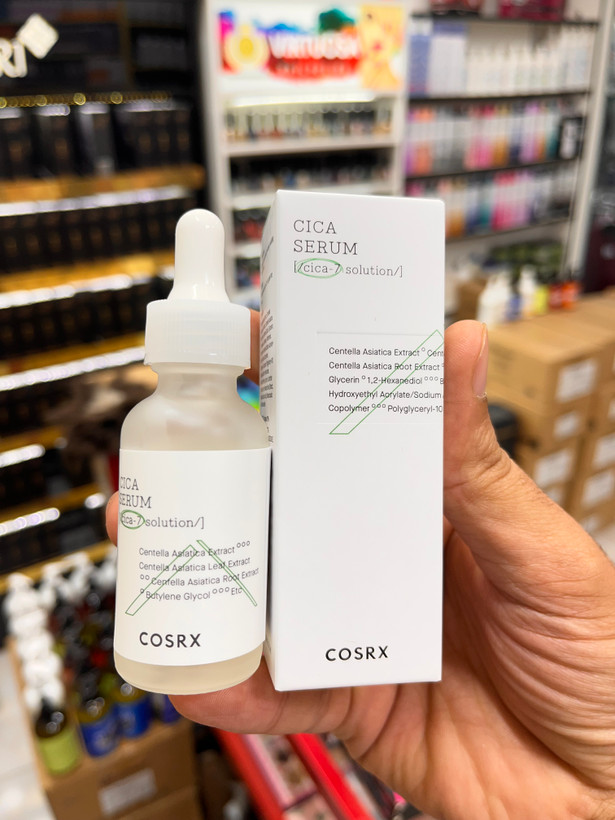 CICA
SERUM
[/cica-7 solution/]
Centella Asiatica Extract ° Cen
Centella Asiatica Root Extract °
Glycerin ° 1,2-Hexanediol °°° B
Hydroxyethyl Acrylate/Sodium
Copolymer °°° Polyglyceryl-10
COSRX
CICA
SERUM
cica-7 solution/]
Centella Asiatica Extract °°°
Centella Asiatica Leaf Extract
°° Centella Asiatica Root Extract
° Butylene Glycol °°° Etc
COSRX